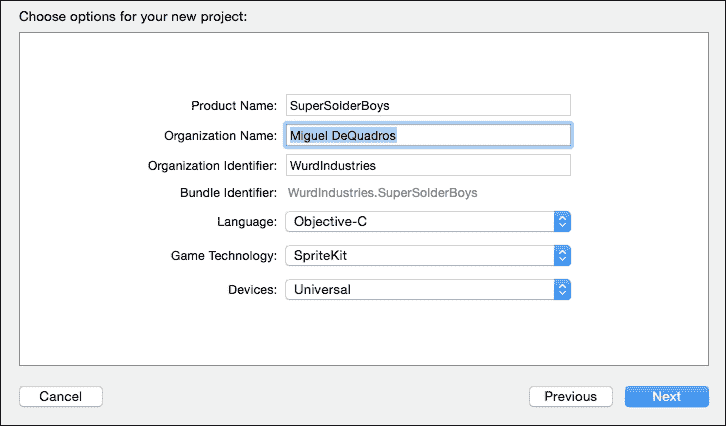 Choose options for your new project:
Product Name: SuperSolderBoys
Organization Name: Miguel DeQuadros
Organization Identifier: WurdIndustries
Bundle Identifier: WurdIndustries.SuperSolderBoys
Language: Objective-C
Game Technology: SpriteKit
Devices: Universal
Cancel Previous Next